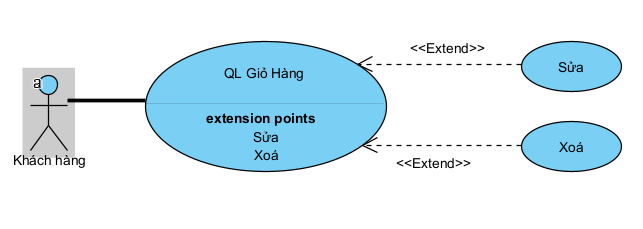 <<Extend>>
a
QL Giỏ Hàng
Sửa
extension points
Sửa
Xoá
Xoá
Khách hàng
<<Extend>>